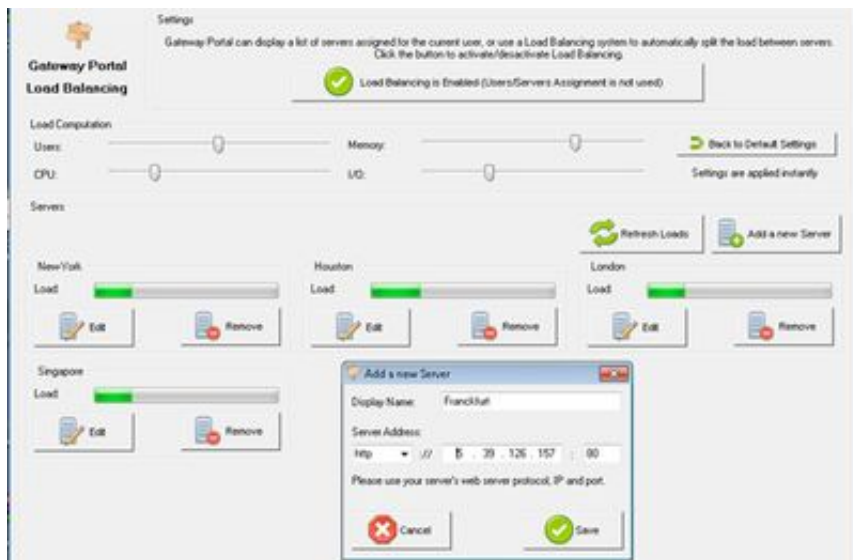 Settings
Gateway Portal can display a list of servers assigned for the current user, or use a Load Balancing system to automatically split the load between servers.
Click the button to activate/desactivate Load Balancing.
Gateway Portal
Load Balancing
Load Balancing is Enabled (Users/Servers Assignment is not used)
Load Computation
Users:
Memory:
Back to Default Settings
CPU:
I/O:
Settings are applied instantly
Servers
Refresh Loads
Add a new Server
New-York
Houston
London
Load
Load
Load
Edit
Remove
Edit
Remove
Edit
Remove
Singapore
Load
Edit
Remove
Add a new Server
Display Name:
Franckfurt
Server Address:
http
://
5 . 39 . 126 . 157 : 80
Please use your server's web server protocol, IP and port.
Cancel
Save